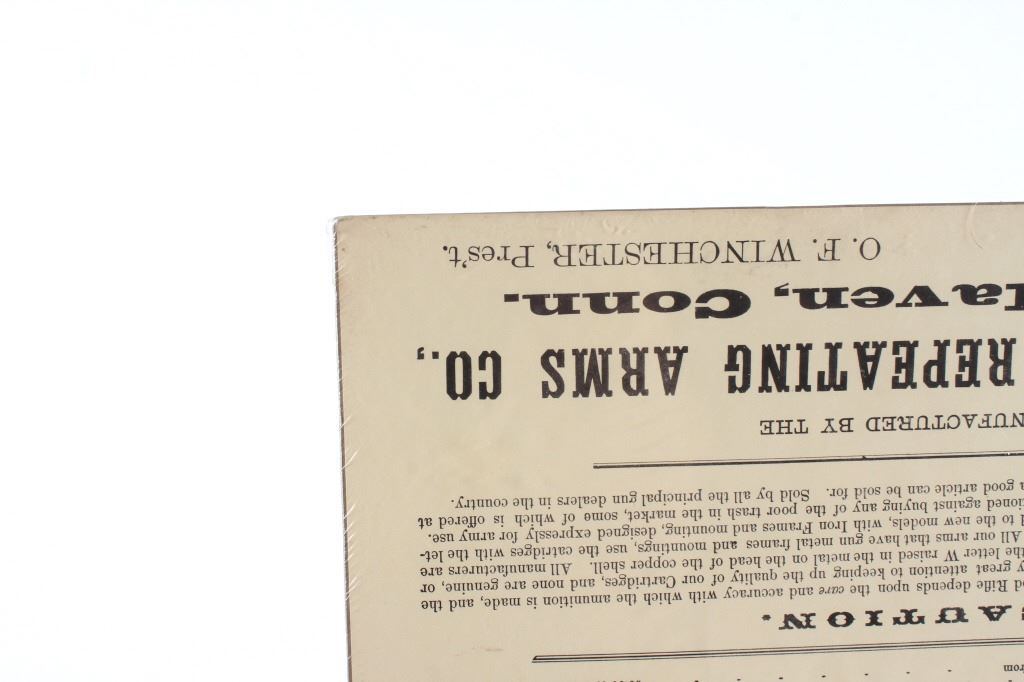 rom
CAUTION.
d Rifle depends upon the care and accuracy with which the ammunition is made, and the
y great attention to keeping up the quality of our Cartridges, and none are genuine, or
the letter W raised in the metal on the head of the copper shell. All manufacturers are
All our arms that have gun metal frames and mountings, use the catridges with the let-
d to the new models, with Iron Frames and mounting, designed expressly for army use.
tioned against buying any of the poor trash in the market, some of which is offered at
a good article can be sold for. Sold by all the principal gun dealers in the country.
NUFACTURED BY THE
REPEATING ARMS CO.,
Haven, Conn.
O. F. WINCHESTER, Pres't.